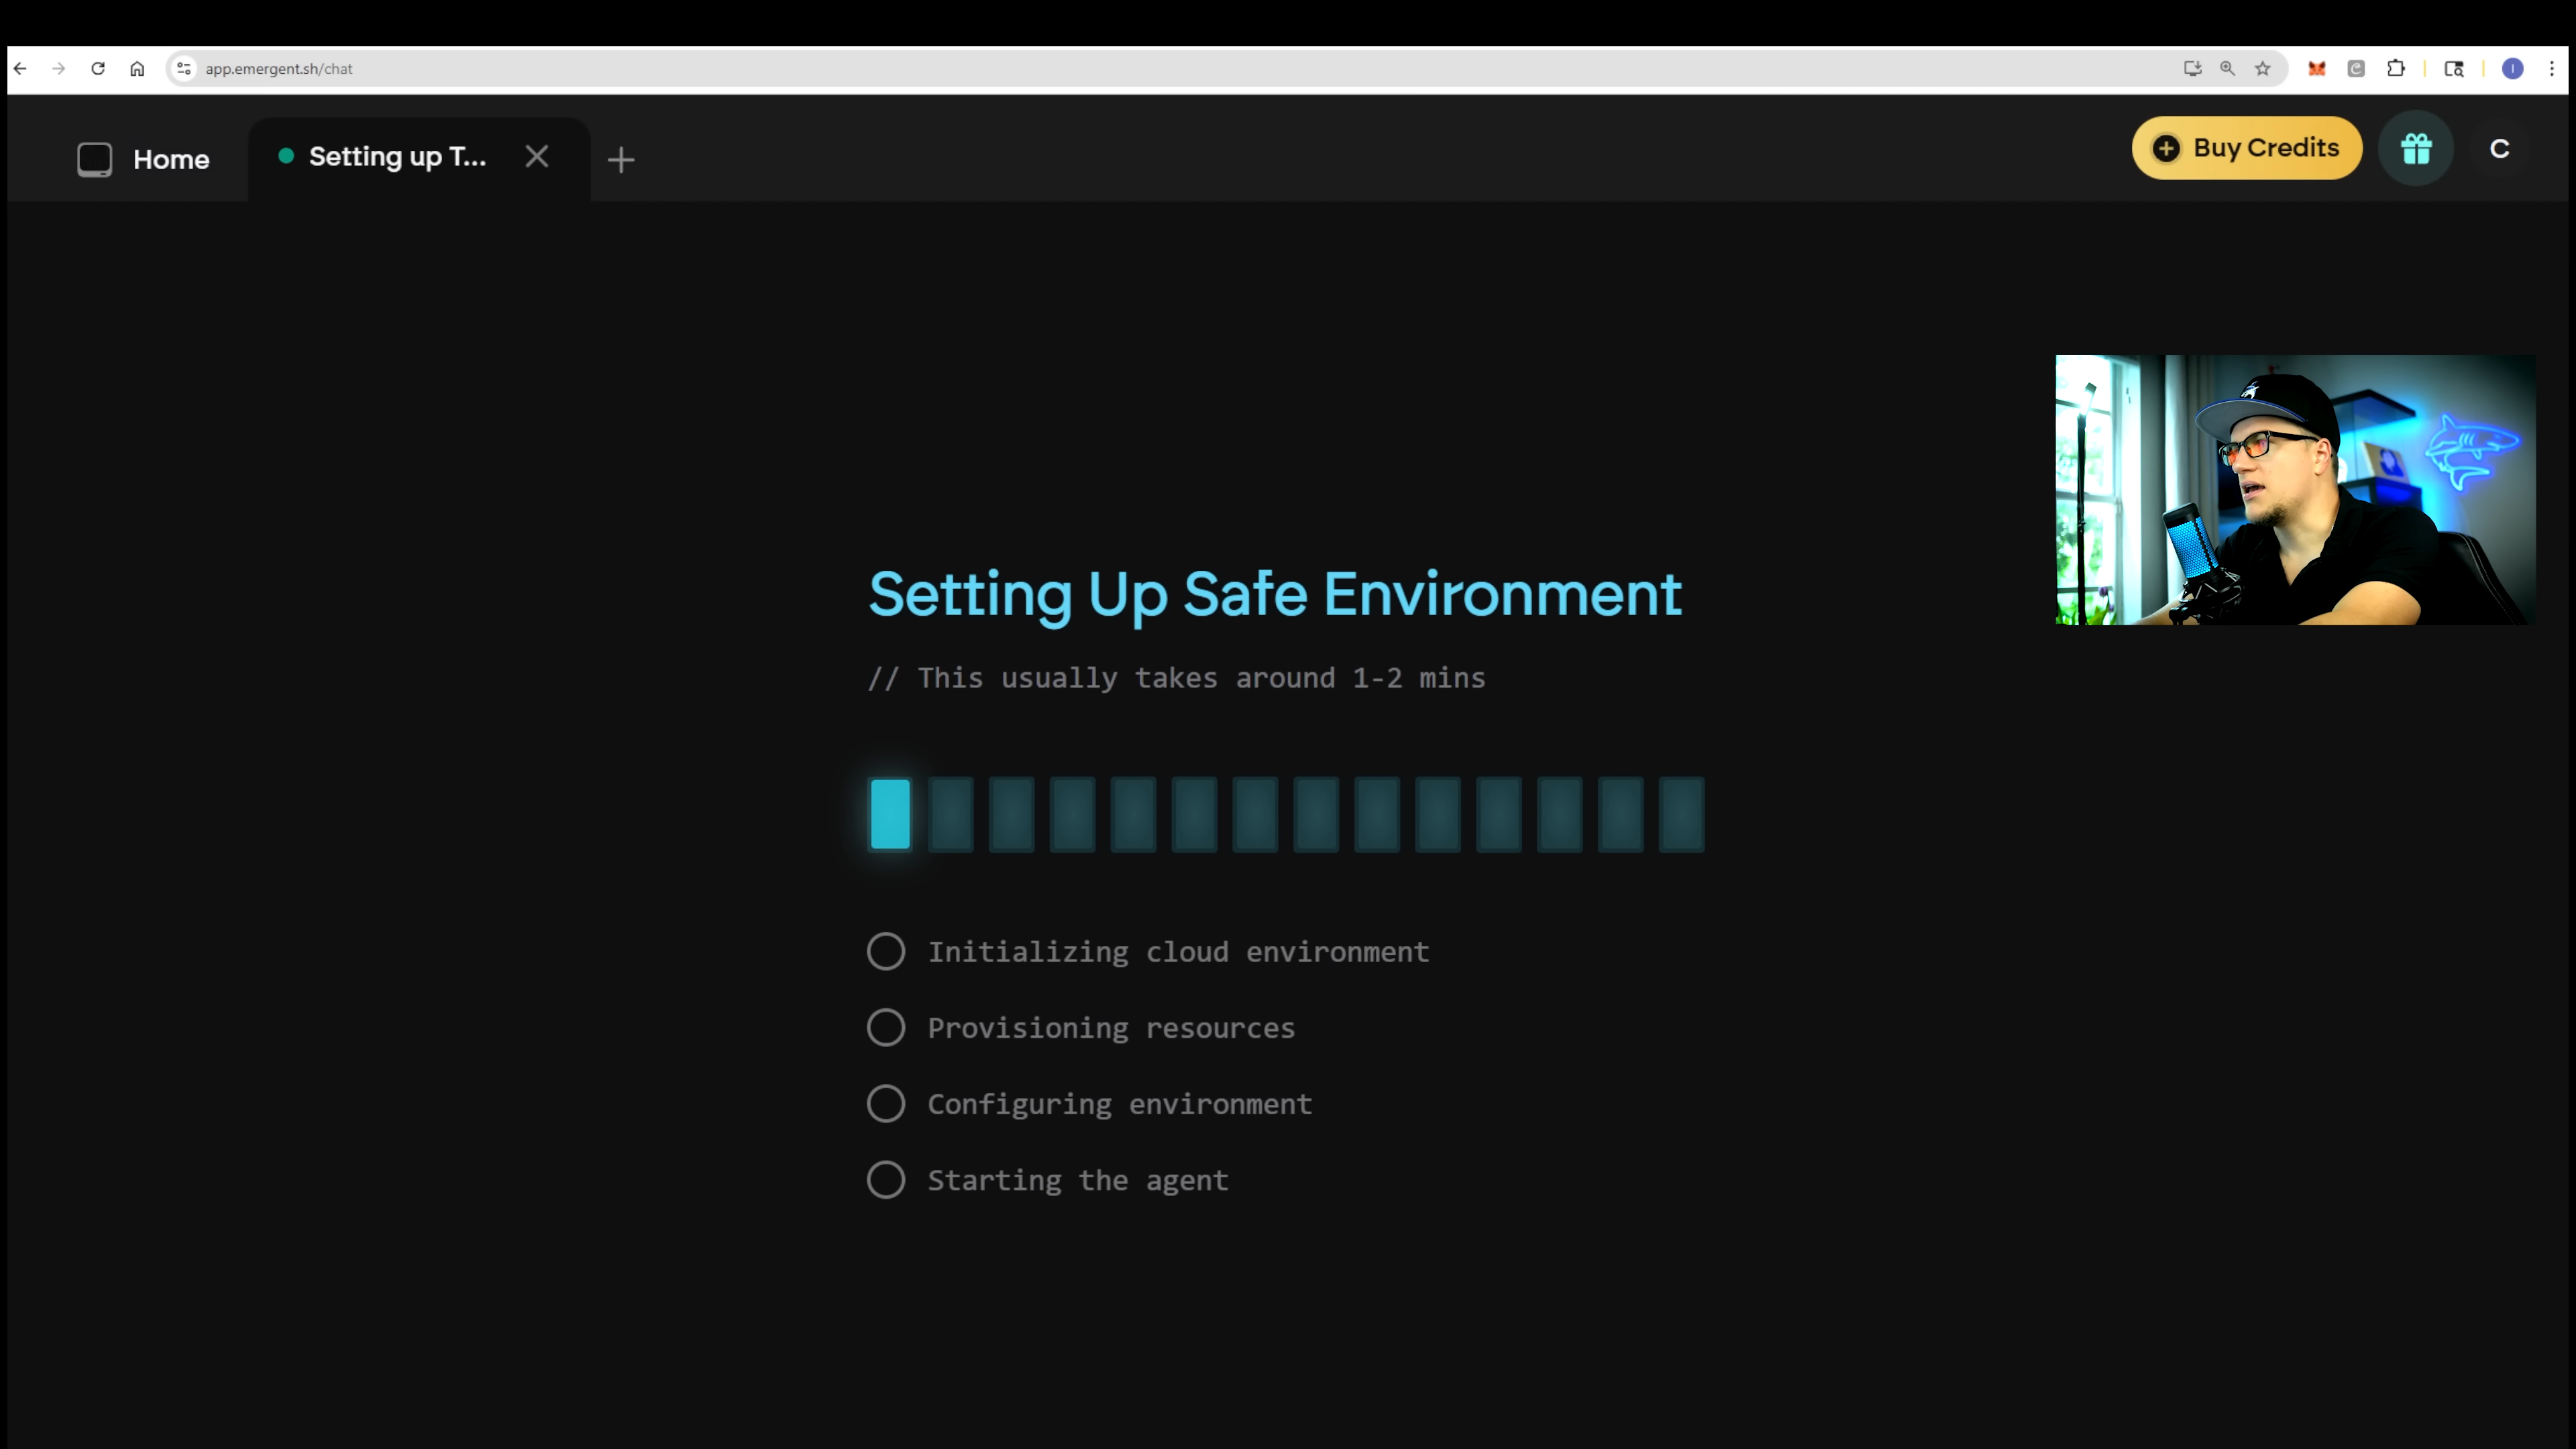 app.emergent.sh/chat
Home
Setting up T...
Buy Credits
C
I
Setting Up Safe Environment
// This usually takes around 1-2 mins
Initializing cloud environment
Provisioning resources
Configuring environment
Starting the agent